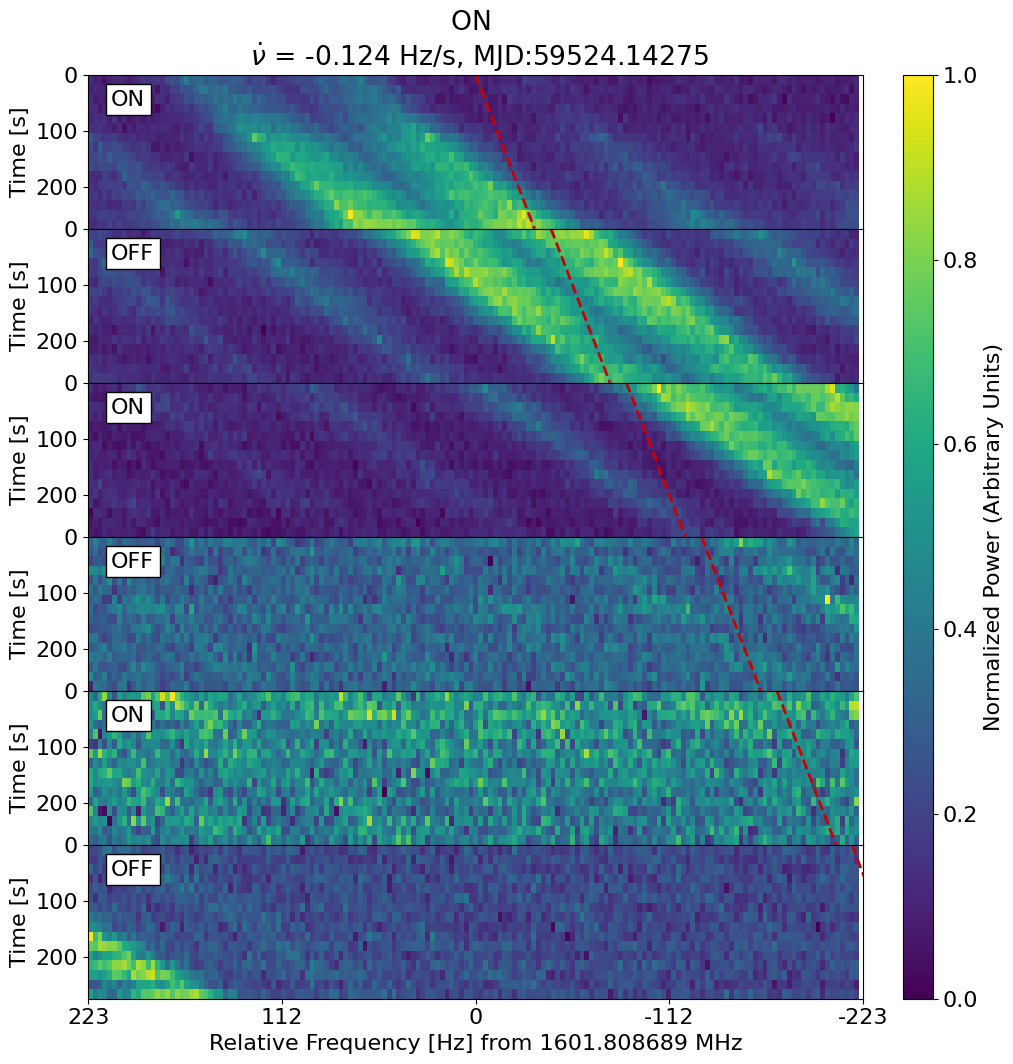 ON
ν̇ = -0.124 Hz/s, MJD:59524.14275
0
ON
100
Time [s]
200
0
OFF
100
Time [s]
200
0
ON
100
Time [s]
200
0
OFF
100
Time [s]
200
0
ON
100
Time [s]
200
0
OFF
100
Time [s]
200
223 112 0 -112 -223
Relative Frequency [Hz] from 1601.808689 MHz
1.0
0.8
0.6
0.4
0.2
0.0
Normalized Power (Arbitrary Units)